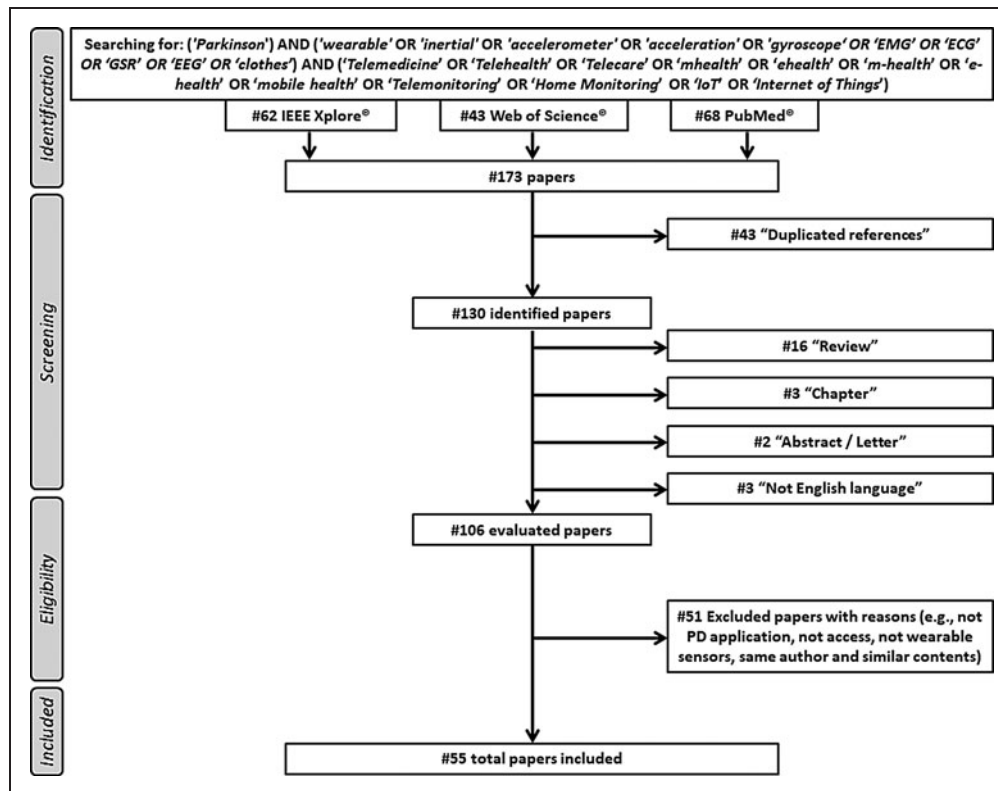 Identification
Searching for: ('Parkinson') AND ('wearable' OR 'inertial' OR 'accelerometer' OR 'acceleration' OR 'gyroscope' OR 'EMG' OR 'ECG'
OR 'GSR' OR 'EEG' OR 'clothes') AND ('Telemedicine' OR 'Telehealth' OR 'Telecare' OR 'mhealth' OR 'ehealth' OR 'm-health' OR 'e-
health' OR 'mobile health' OR 'Telemonitoring' OR 'Home Monitoring' OR 'IoT' OR 'Internet of Things')
#62 IEEE Xplore®
#43 Web of Science®
#68 PubMed®
#173 papers
Screening
#43 "Duplicated references"
#130 identified papers
#16 "Review"
#3 "Chapter"
#2 "Abstract / Letter"
#3 "Not English language"
Eligibility
#106 evaluated papers
#51 Excluded papers with reasons (e.g., not
PD application, not access, not wearable
sensors, same author and similar contents)
Included
#55 total papers included